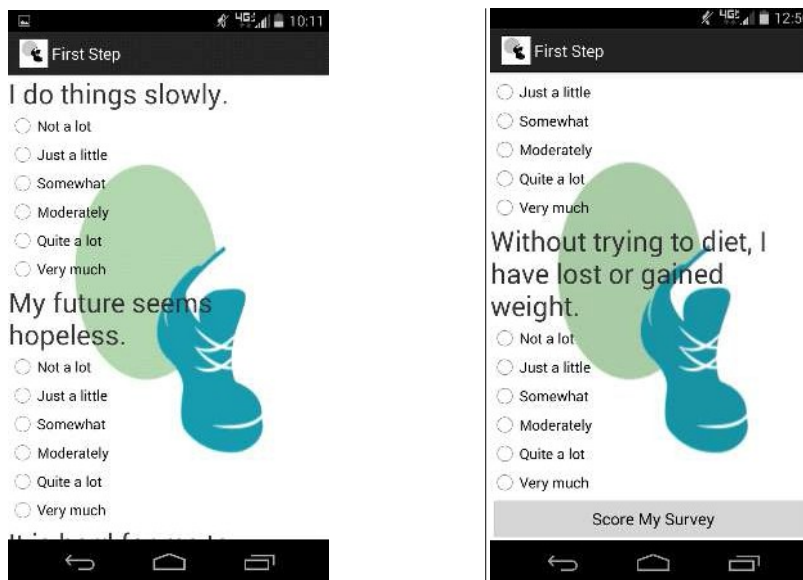 4G 10:11
First Step
I do things slowly.
Not a lot
Just a little
Somewhat
Moderately
Quite a lot
Very much
My future seems
hopeless.
Not a lot
Just a little
Somewhat
Moderately
Quite a lot
Very much
4G
First Step
Just a little
Somewhat
Moderately
Quite a lot
Very much
Without trying to diet, I
have lost or gained
weight.
Not a lot
Just a little
Somewhat
Moderately
Quite a lot
Very much
Score My Survey